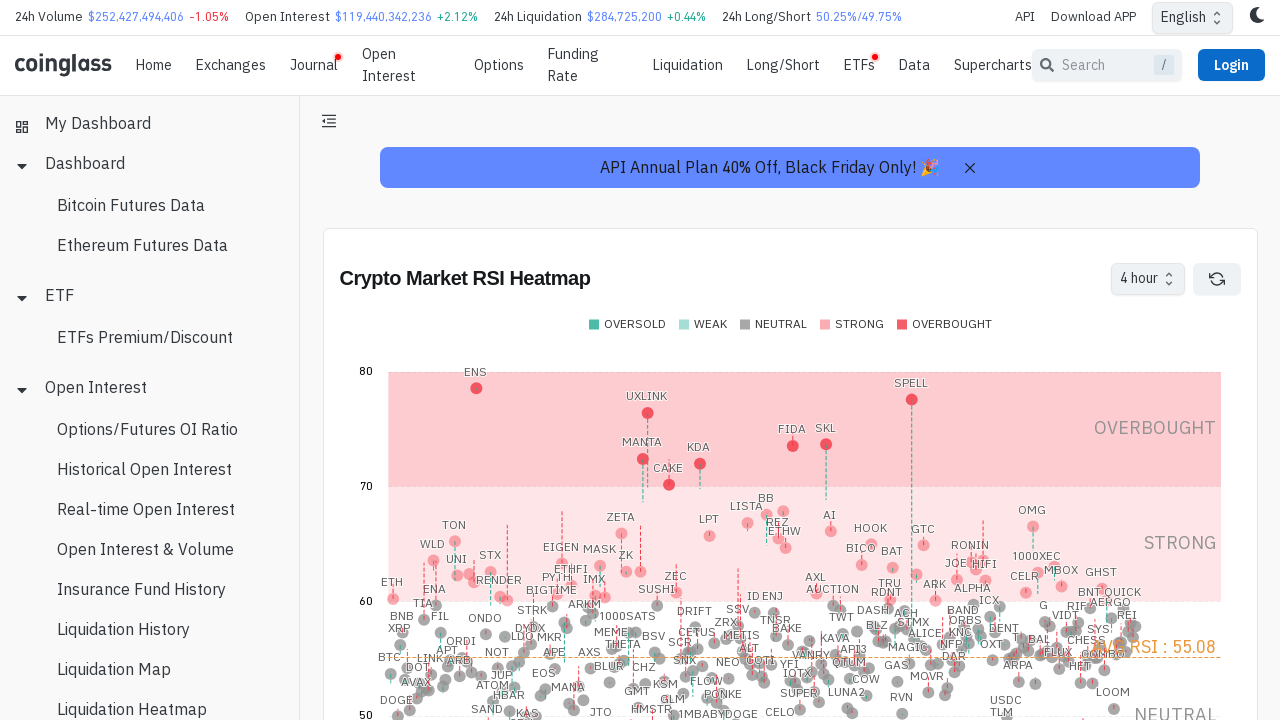 24h Volume $252,427,494,406 -1.05% Open Interest $119,440,342,236 +2.12% 24h Liquidation $284,725,200 +0.44% 24h Long/Short 50.25%/49.75% API Download APP English
coinglass Home Exchanges Journal Open Interest Options Funding Rate Liquidation Long/Short ETFs Data Supercharts Search / Login
My Dashboard
Dashboard
Bitcoin Futures Data
Ethereum Futures Data
ETF
ETFs Premium/Discount
Open Interest
Options/Futures OI Ratio
Historical Open Interest
Real-time Open Interest
Open Interest & Volume
Insurance Fund History
Liquidation History
Liquidation Map
Liquidation Heatmap
API Annual Plan 40% Off, Black Friday Only! 🎉
Crypto Market RSI Heatmap
4 hour
OVERSOLD WEAK NEUTRAL STRONG OVERBOUGHT
80
ENS
SPELL
UXLINK
OVERBOUGHT
FIDA SKL
MANTA KDA
CAKE
70
BB
LISTA
OMG
ZETA LPT REZ AI
TON ETHW HOOK GTC
WLD EIGEN MASK BICO BAT RONIN STRONG
UNI STX ZK 1000XEC
ETHFI JOE HIFI MBOX
ETH RENDER PYTH IMX ZEC AXL TRU ARK CELR GHST
ENA BIGTIME SUSHI AUCTION RDNT ALPHA BNT QUICK
60 TIA ARKM ID ENJ ICX AERGO
STRK DRIFT SSV DASH BAND G RIF
BNB FIL ONDO 1000SATS ZRX TNSR TWT ACH ORBS VIDT REI
XRP DYDX MEME CETUS BAKE BLZ STMX LENT SYS
ORDI LDO MKR BSV METIS KAVA ALICE KNC BAL CHESS
APT THETA SCR ALT API3 MAGIC NFP OXT AVG RSI : 55.08
BTC LINK ARB NOT APE AXS SNX NEO COTI VANRY QTUM DAR FLUX COMBO
DOT EOS BLUR CHZ YFI GAS ARPA HFT
AVAX JUP FLOW IOTX COW MOVR
ATOM MANA KSM SUPER LUNA2
DOGE HBAR GMT GLM PONKE RVN USDC LOOM
SAND KAS JTO HMSTR 1MBABYDOGE CELO TLM
50 NEUTRAL